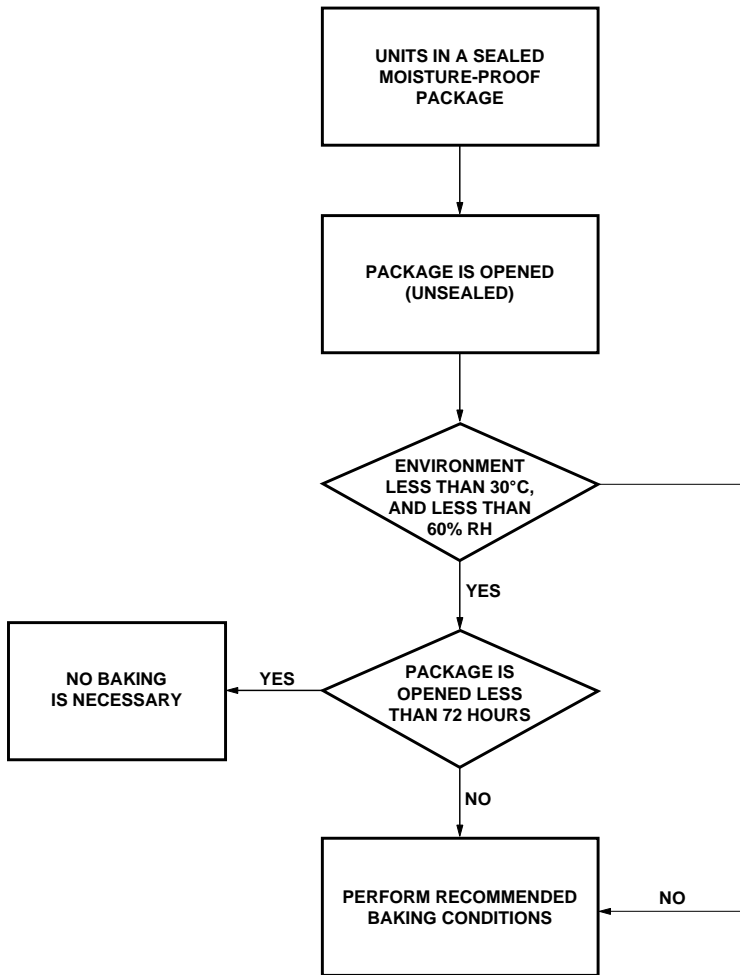 UNITS IN A SEALED
MOISTURE-PROOF
PACKAGE
PACKAGE IS OPENED
(UNSEALED)
ENVIRONMENT
LESS THAN 30°C,
AND LESS THAN
60% RH
YES
NO BAKING
IS NECESSARY
YES
PACKAGE IS
OPENED LESS
THAN 72 HOURS
NO
PERFORM RECOMMENDED
BAKING CONDITIONS
NO